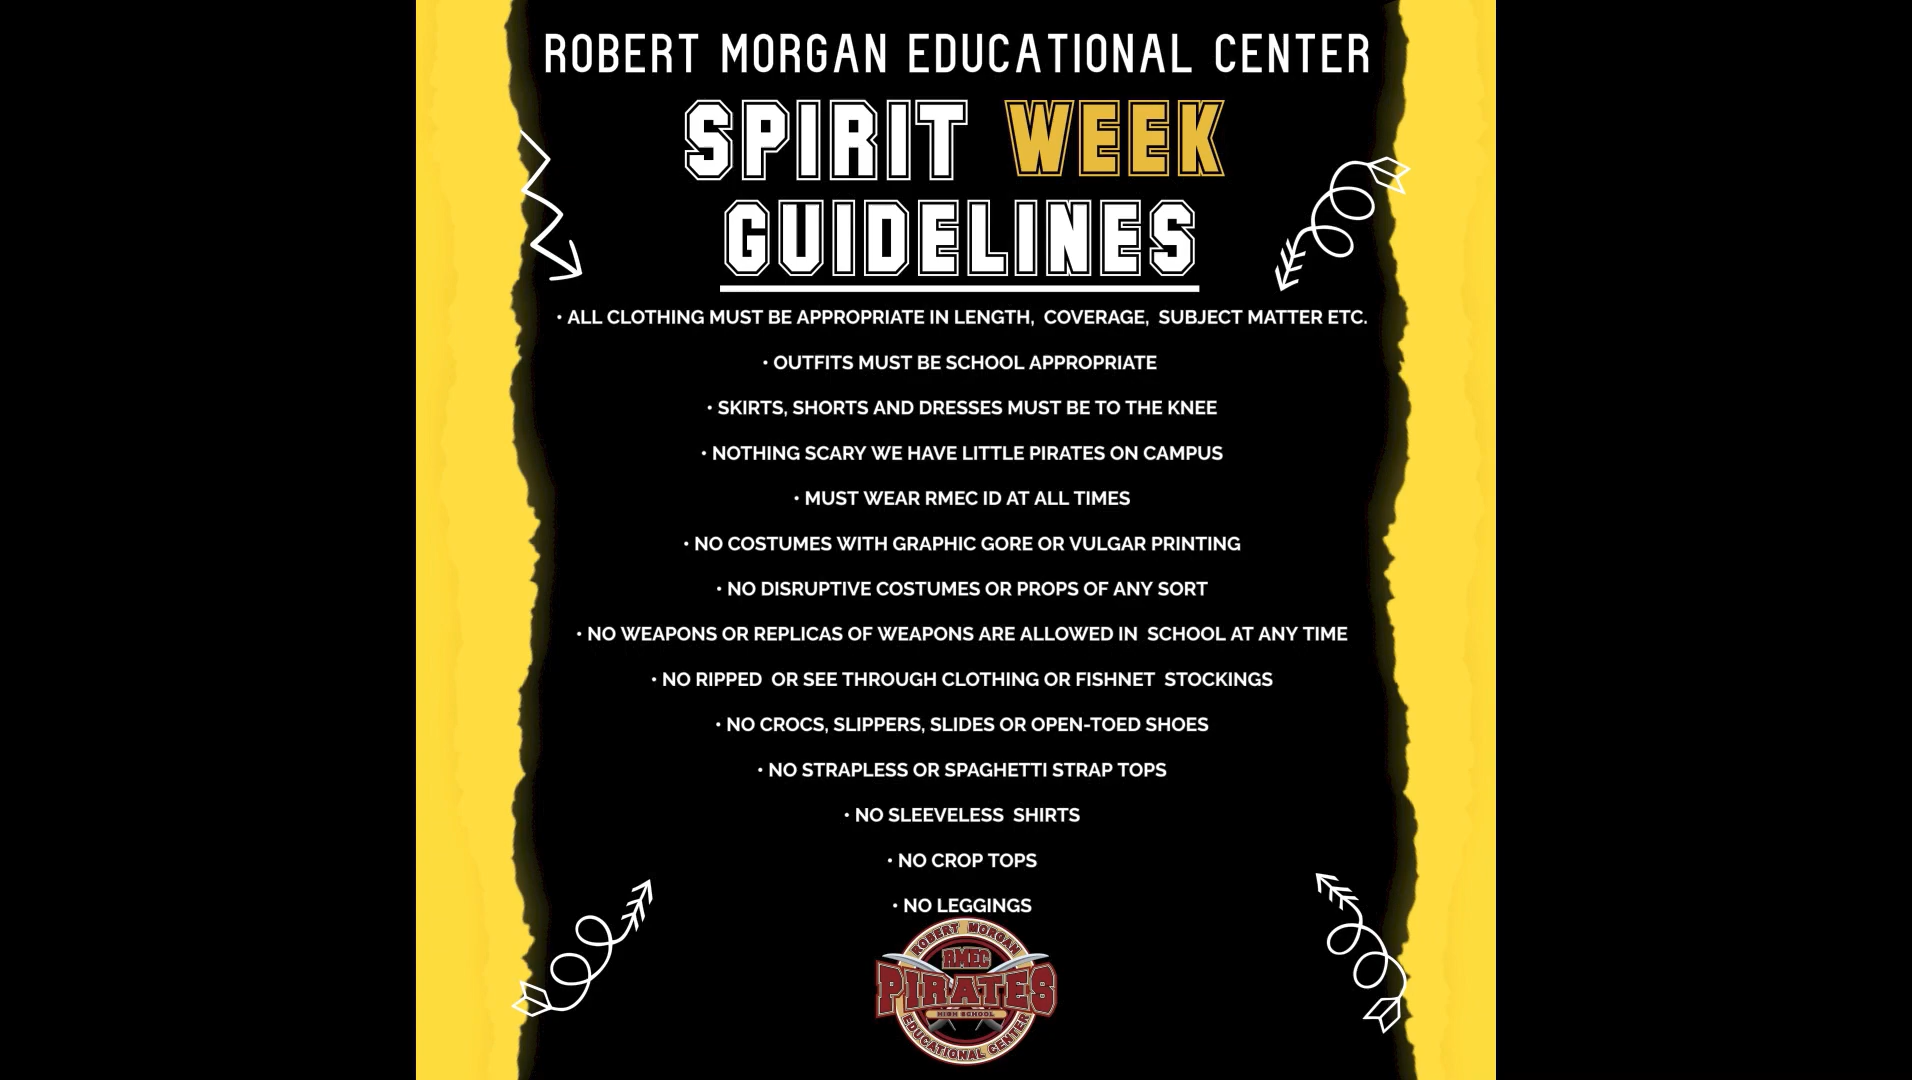 ROBERT MORGAN EDUCATIONAL CENTER
SPIRIT WEEK
GUIDELINES
• ALL CLOTHING MUST BE APPROPRIATE IN LENGTH, COVERAGE, SUBJECT MATTER ETC.
• OUTFITS MUST BE SCHOOL APPROPRIATE
• SKIRTS, SHORTS AND DRESSES MUST BE TO THE KNEE
• NOTHING SCARY WE HAVE LITTLE PIRATES ON CAMPUS
• MUST WEAR RMEC ID AT ALL TIMES
• NO COSTUMES WITH GRAPHIC GORE OR VULGAR PRINTING
• NO DISRUPTIVE COSTUMES OR PROPS OF ANY SORT
• NO WEAPONS OR REPLICAS OF WEAPONS ARE ALLOWED IN SCHOOL AT ANY TIME
• NO RIPPED OR SEE THROUGH CLOTHING OR FISHNET STOCKINGS
• NO CROCS, SLIPPERS, SLIDES OR OPEN-TOED SHOES
• NO STRAPLESS OR SPAGHETTI STRAP TOPS
• NO SLEEVELESS SHIRTS
• NO CROP TOPS
• NO LEGGINGS
ROBERT MORGAN
RMEC
PIRATES
HIGH SCHOOL
EDUCATIONAL CENTER